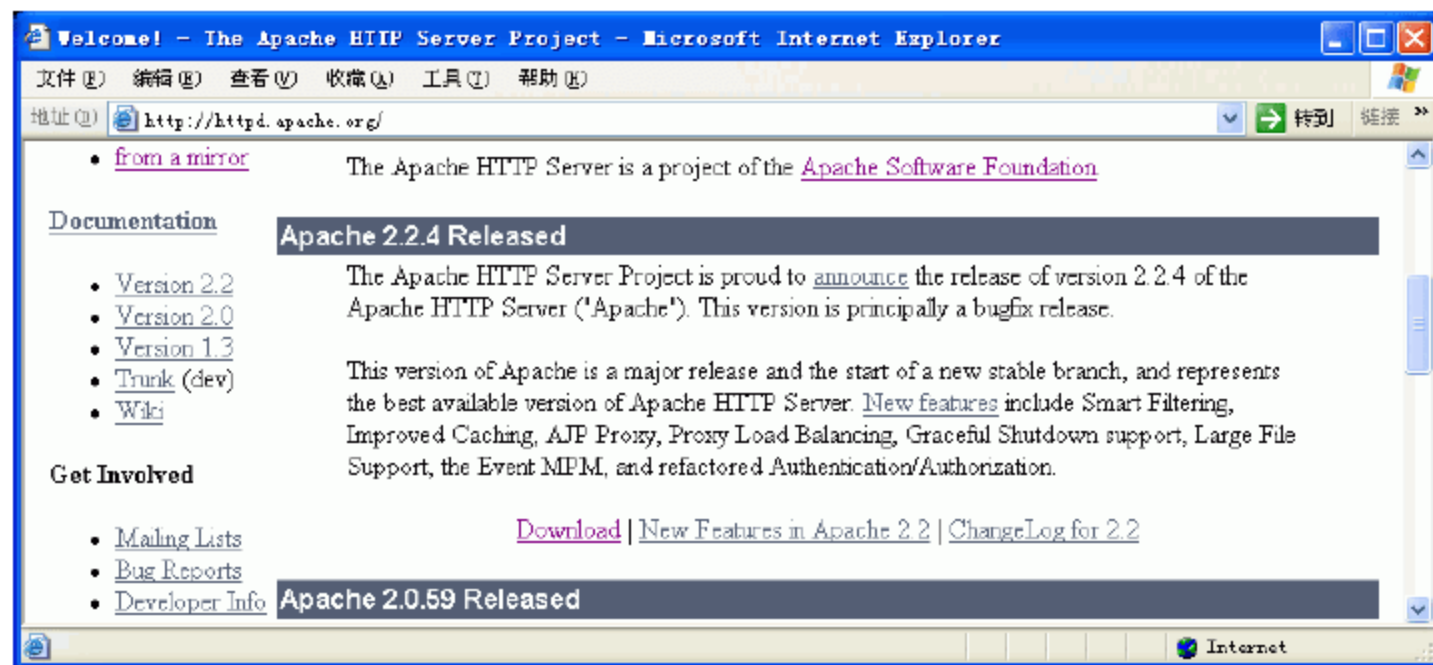 Welcome! - The Apache HTTP Server Project - Microsoft Internet Explorer
文件(F) 编辑(E) 查看(V) 收藏(A) 工具(T) 帮助(H)
地址(D) http://httpd.apache.org/ 转到 链接 »
from a mirror
Documentation
Version 2.2
Version 2.0
Version 1.3
Trunk (dev)
Wiki
Get Involved
Mailing Lists
Bug Reports
Developer Info
The Apache HTTP Server is a project of the Apache Software Foundation
Apache 2.2.4 Released
The Apache HTTP Server Project is proud to announce the release of version 2.2.4 of the
Apache HTTP Server ("Apache"). This version is principally a bugfix release.
This version of Apache is a major release and the start of a new stable branch, and represents
the best available version of Apache HTTP Server. New features include Smart Filtering,
Improved Caching, AJP Proxy, Proxy Load Balancing, Graceful Shutdown support, Large File
Support, the Event MPM, and refactored Authentication/Authorization.
Download | New Features in Apache 2.2 | ChangeLog for 2.2
Apache 2.0.59 Released
Internet